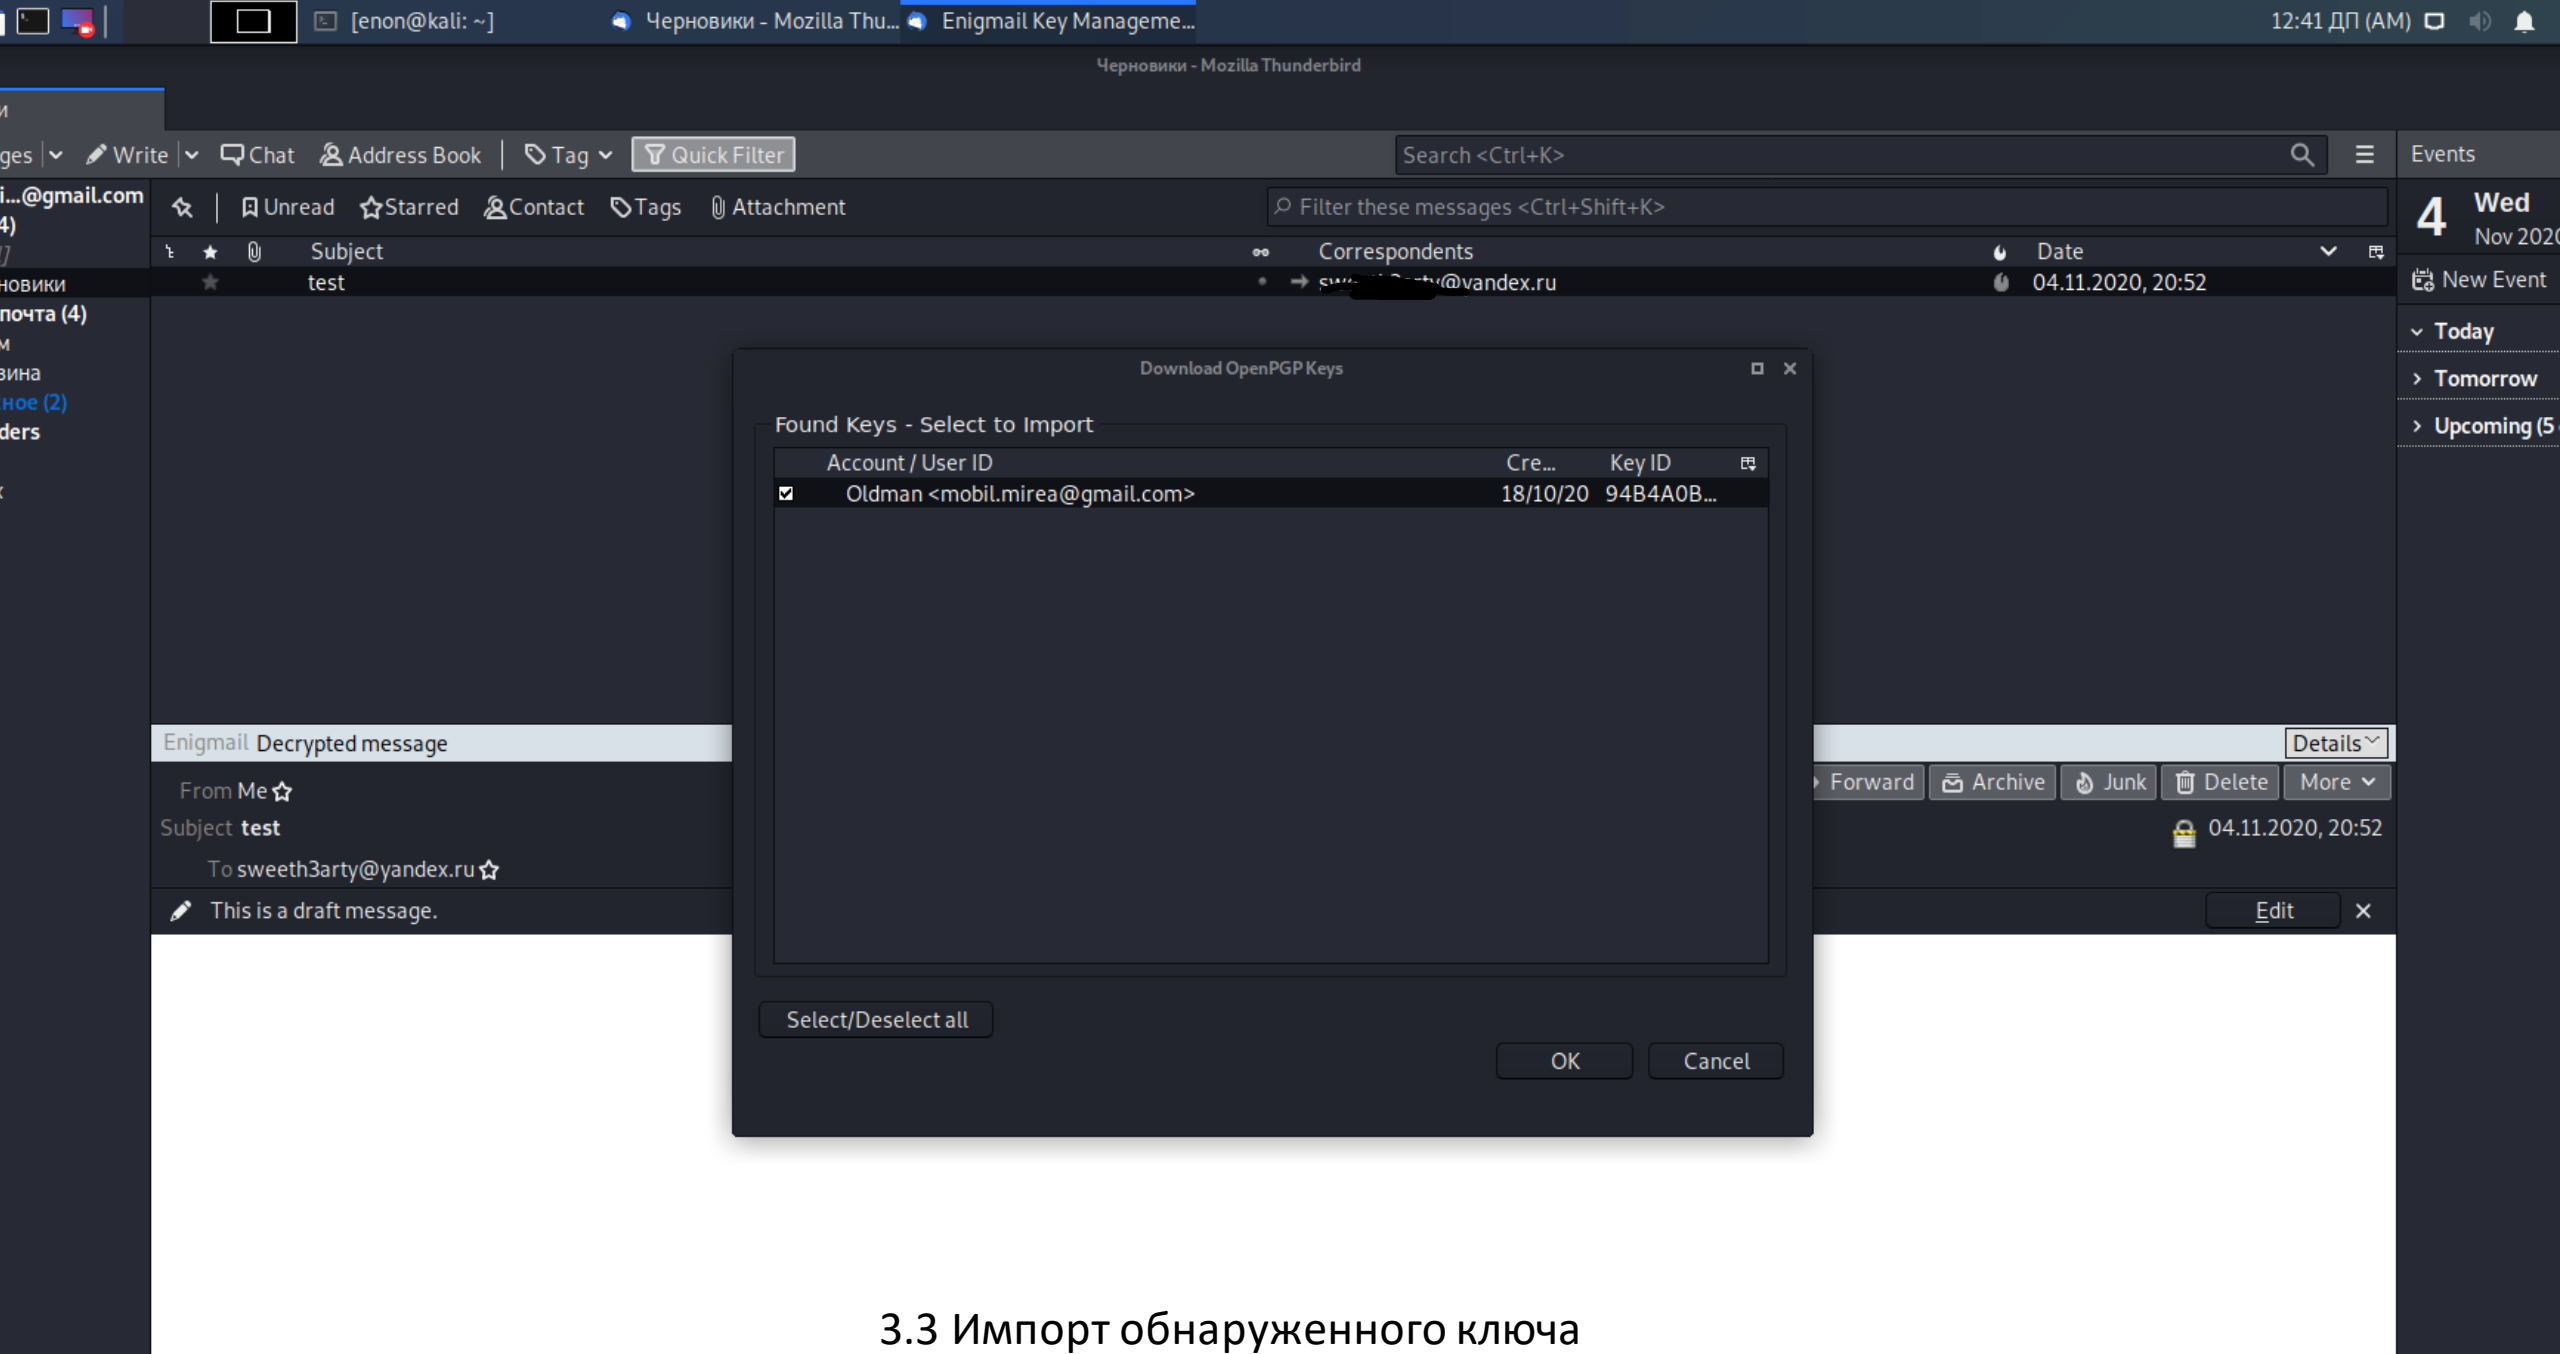 [enon@kali: ~]
Черновики - Mozilla Thu...
Enigmail Key Manageme...
12:41 ДП (AM)
Черновики - Mozilla Thunderbird
и
ges
Write
Chat
Address Book
Tag
Quick Filter
Search <Ctrl+K>
Events
i...@gmail.com
4)
новики
почта (4)
м
зина
ное (2)
ders
Unread
Starred
Contact
Tags
Attachment
Filter these messages <Ctrl+Shift+K>
Subject
Correspondents
Date
test
@yandex.ru
04.11.2020, 20:52
4
Wed
Nov 2020
New Event
Today
Tomorrow
Upcoming (5
Download OpenPGP Keys
Found Keys - Select to Import
Account / User ID
Cre...
Key ID
Oldman <mobil.mirea@gmail.com>
18/10/20
94B4A0B...
Select/Deselect all
OK
Cancel
Enigmail Decrypted message
Details
From Me
Forward
Archive
Junk
Delete
More
Subject test
04.11.2020, 20:52
To sweeth3arty@yandex.ru
This is a draft message.
Edit
3.3 Импорт обнаруженного ключа